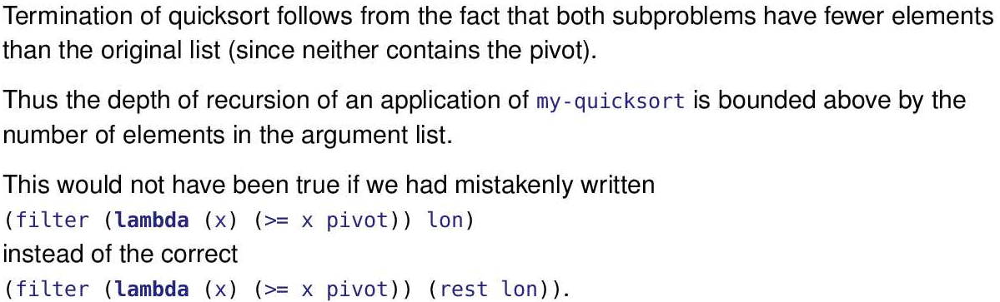 Termination of quicksort follows from the fact that both subproblems have fewer elements
than the original list (since neither contains the pivot).
Thus the depth of recursion of an application of my-quicksort is bounded above by the
number of elements in the argument list.
This would not have been true if we had mistakenly written
(filter (lambda (x) (>= x pivot)) lon)
instead of the correct
(filter (lambda (x) (>= x pivot)) (rest lon)).